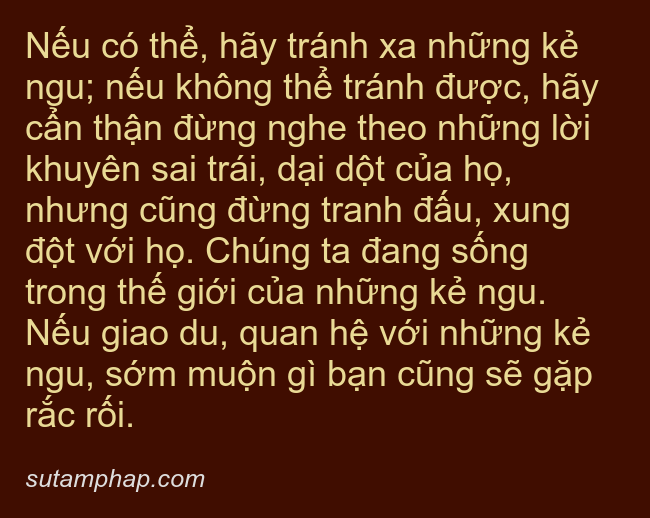 Nếu có thể, hãy tránh xa những kẻ
ngu; nếu không thể tránh được, hãy
cẩn thận đừng nghe theo những lời
khuyên sai trái, dại dột của họ,
nhưng cũng đừng tranh đấu, xung
đột với họ. Chúng ta đang sống
trong thế giới của những kẻ ngu.
Nếu giao du, quan hệ với những kẻ
ngu, sớm muộn gì bạn cũng sẽ gặp
rắc rối.
sutamphap.com